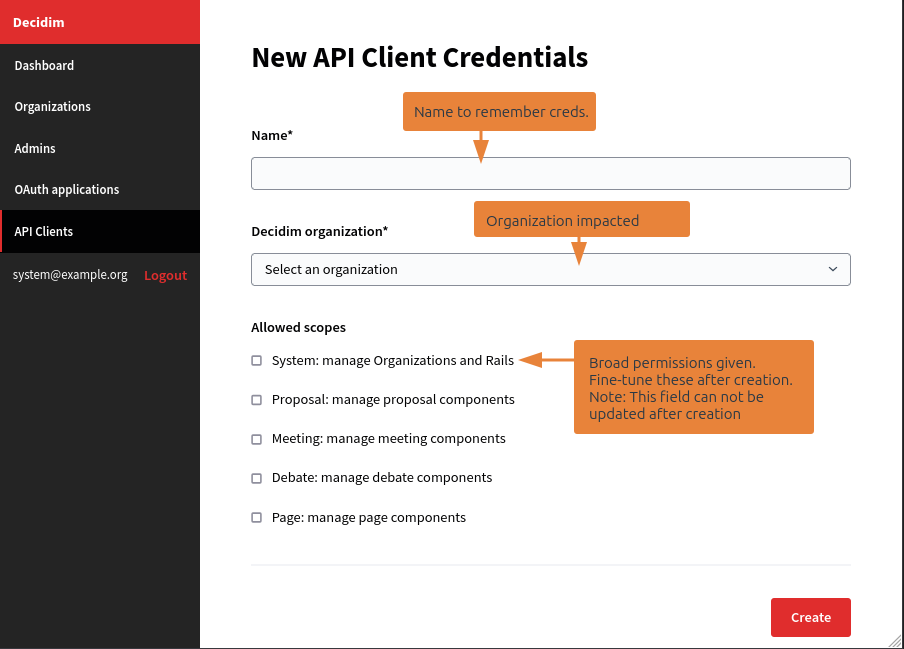 Decidim
Dashboard
Organizations
Admins
OAuth applications
API Clients
system@example.org Logout
New API Client Credentials
Name to remember creds.
Name*
Organization impacted
Decidim organization*
Select an organization
Allowed scopes
System: manage Organizations and Rails
Broad permissions given.
Fine-tune these after creation.
Note: This field can not be
updated after creation
Proposal: manage proposal components
Meeting: manage meeting components
Debate: manage debate components
Page: manage page components
Create